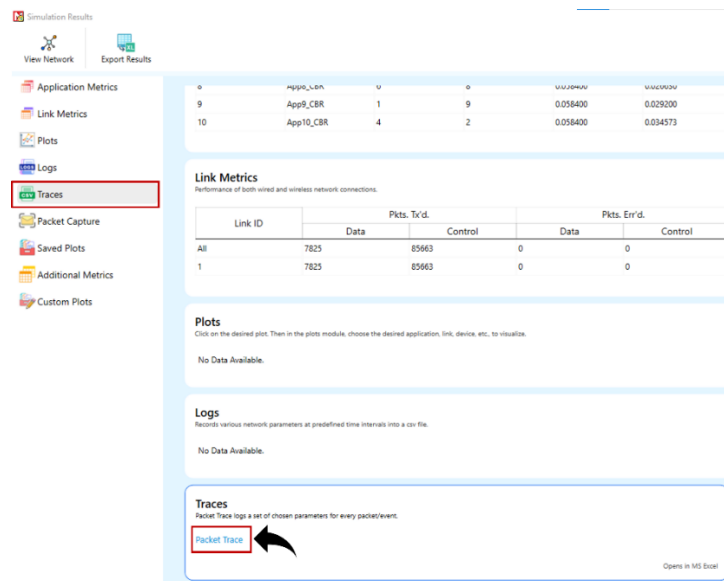 Simulation Results
View Network
Export Results
Application Metrics
Link Metrics
Plots
Logs
Traces
Packet Capture
Saved Plots
Additional Metrics
Custom Plots
8 App8_CBR 6 8 0.058400
9 App9_CBR 1 9 0.058400 0.029200
10 App10_CBR 4 2 0.058400 0.034573
Link Metrics
Performance of both wired and wireless network connections.
Link ID Pkts. Tx'd. Pkts. Err'd.
Data Control Data Control
All 7825 85663 0 0
1 7825 85663 0 0
Plots
Click on the desired plot. Then in the plots module, choose the desired application, link, device, etc., to visualize.
No Data Available.
Logs
Records various network parameters at predefined time intervals into a csv file.
No Data Available.
Traces
Packet Trace logs a set of chosen parameters for every packet/event.
Packet Trace
Opens in MS Excel